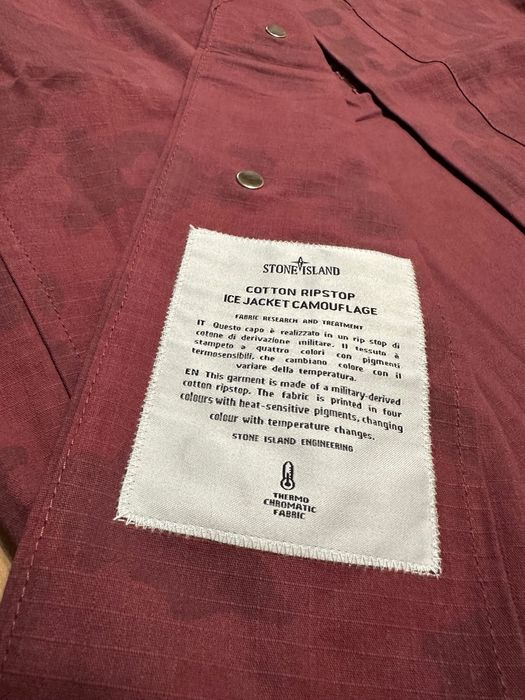 STONE ISLAND
COTTON RIPSTOP
ICE JACKET CAMOUFLAGE
FABRIC RESEARCH AND TREATMENT
IT Questo capo è realizzato in un rip stop di
cotone di derivazione militare. Il tessuto è
stampato a quattro colori con pigmenti
termosensibili, che cambiano colore con il
variare della temperatura.
EN This garment is made of a military-derived
cotton ripstop. The fabric is printed in four
colours with heat-sensitive pigments, changing
colour with temperature changes.
STONE ISLAND ENGINEERING
THERMO
CHROMATIC
FABRIC